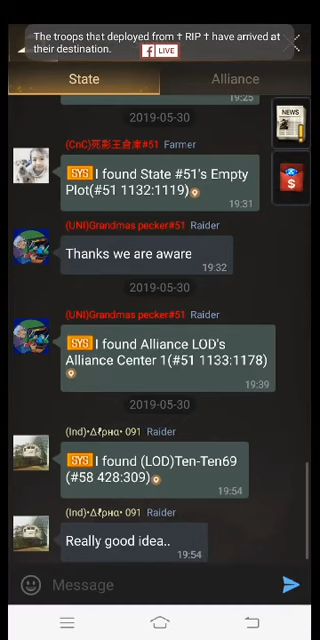 The troops that deployed from † RIP † have arrived at
their destination.
LIVE
State
Alliance
19:25
2019-05-30
NEWS
(CnC)死影王倉庫#51 Farmer
SYS I found State #51's Empty
Plot(#51 1132:1119)
19:31
(UNI)Grandmas pecker#51 Raider
Thanks we are aware
19:32
2019-05-30
(UNI)Grandmas pecker#51 Raider
SYS I found Alliance LOD's
Alliance Center 1(#51 1133:1178)
19:39
2019-05-30
(Ind)•Δℓρнα• 091 Raider
SYS I found (LOD)Ten-Ten69
(#58 428:309)
19:54
(Ind)•Δℓρнα• 091 Raider
Really good idea..
19:54
Message